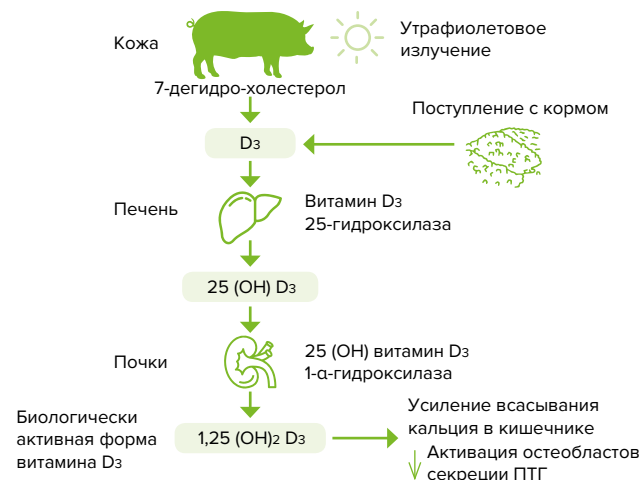 Кожа
Утрафиолетовое
излучение
7-дегидро-холестерол
Поступление с кормом
D3
Печень
Витамин D3
25-гидроксилаза
25 (OH) D3
Почки
25 (OH) витамин D3
1-α-гидроксилаза
Биологически
активная форма
витамина D3
1,25 (OH)2 D3
Усиление всасывания
кальция в кишечнике
Активация остеобластов
секреции ПТГ